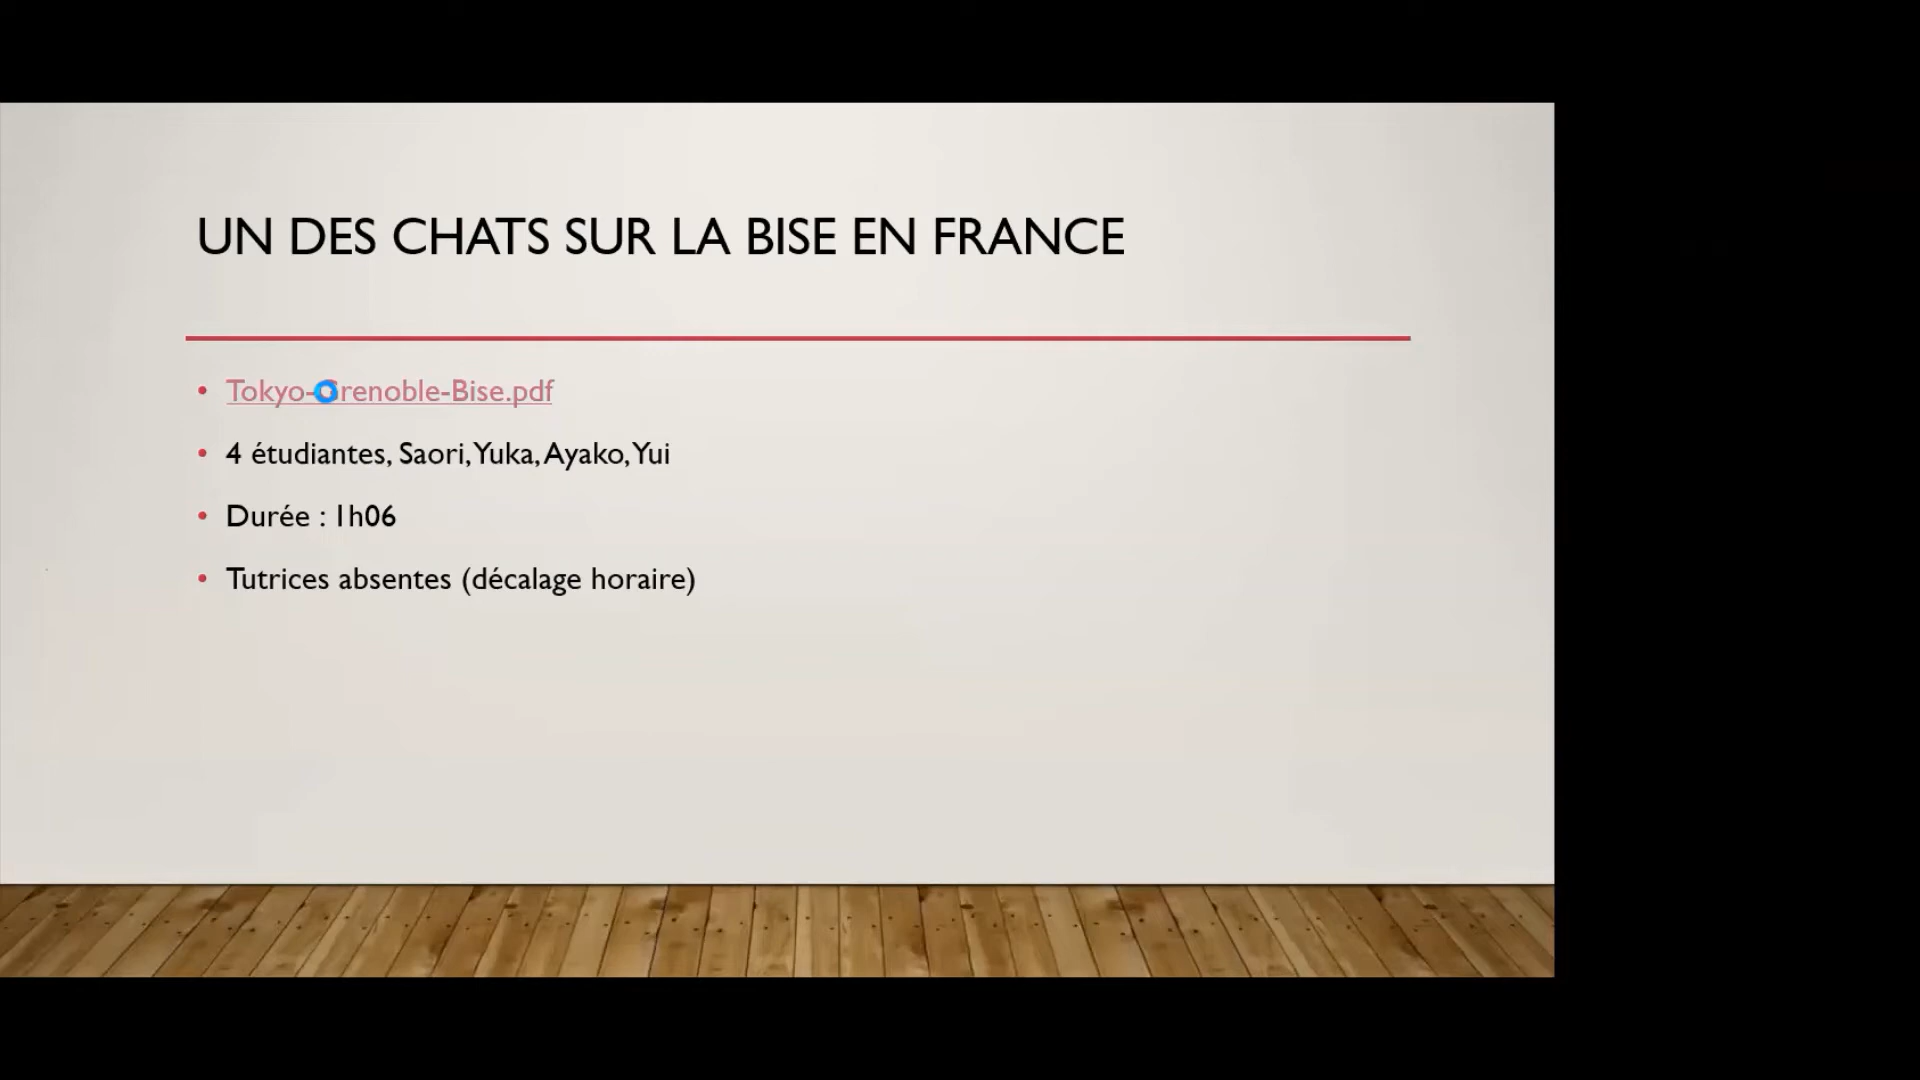 UN DES CHATS SUR LA BISE EN FRANCE
• Tokyo-Grenoble-Bise.pdf
• 4 étudiantes, Saori, Yuka, Ayako, Yui
• Durée : 1h06
• Tutrices absentes (décalage horaire)